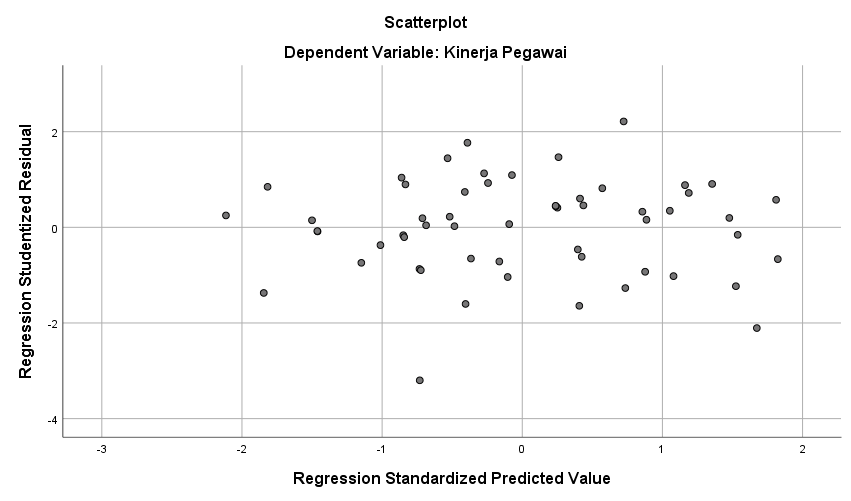 Scatterplot
Dependent Variable: Kinerja Pegawai
Regression Studentized Residual
2
0
-2
-4
-3 -2 -1 0 1 2
Regression Standardized Predicted Value